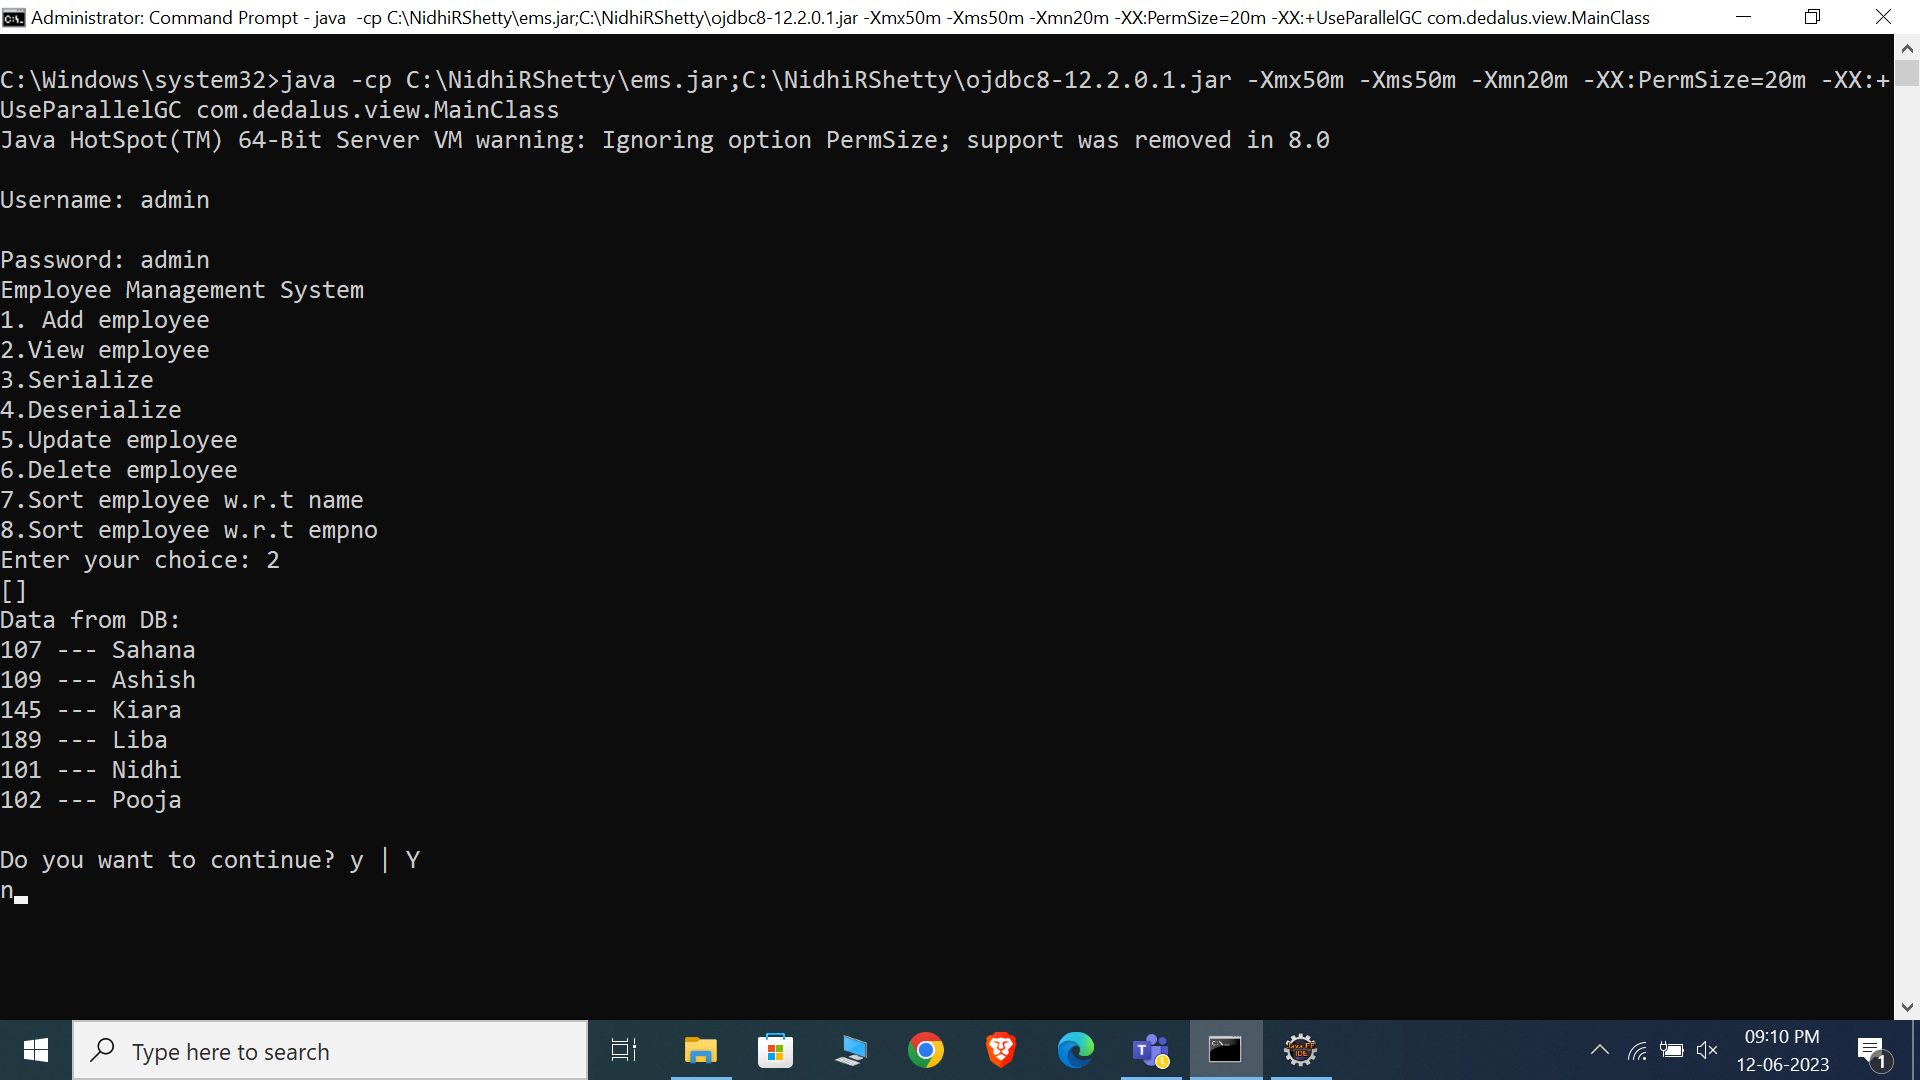 Administrator: Command Prompt - java  -cp C:\NidhiRShetty\ems.jar;C:\NidhiRShetty\ojdbc8-12.2.0.1.jar -Xmx50m -Xms50m -Xmn20m -XX:PermSize=20m -XX:+UseParallelGC com.dedalus.view.MainClass
C:\Windows\system32>java -cp C:\NidhiRShetty\ems.jar;C:\NidhiRShetty\ojdbc8-12.2.0.1.jar -Xmx50m -Xms50m -Xmn20m -XX:PermSize=20m -XX:+
UseParallelGC com.dedalus.view.MainClass
Java HotSpot(TM) 64-Bit Server VM warning: Ignoring option PermSize; support was removed in 8.0
Username: admin
Password: admin
Employee Management System
1. Add employee
2.View employee
3.Serialize
4.Deserialize
5.Update employee
6.Delete employee
7.Sort employee w.r.t name
8.Sort employee w.r.t empno
Enter your choice: 2
[]
Data from DB:
107 --- Sahana
109 --- Ashish
145 --- Kiara
189 --- Liba
101 --- Nidhi
102 --- Pooja
Do you want to continue? y | Y
n
Type here to search
09:10 PM
12-06-2023
1